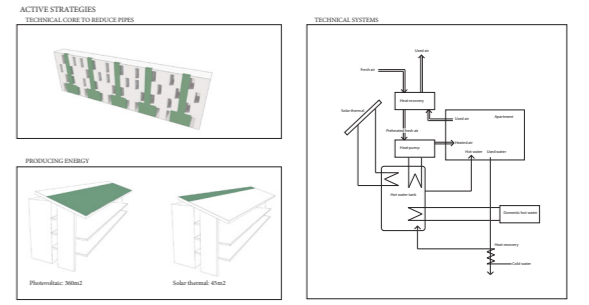 ACTIVE STRATEGIES
TECHNICAL CORE TO REDUCE PIPES
TECHNICAL SYSTEMS
Used air
Fresh air
Heat recovery
Solar thermal
Used air
Apartment
Preheated fresh air
Heat pump
Heated air
Hot water
Used water
Hot water tank
Domestic hot water
Heat recovery
Cold water
PRODUCING ENERGY
Photovoltaic: 360m2
Solar thermal: 45m2